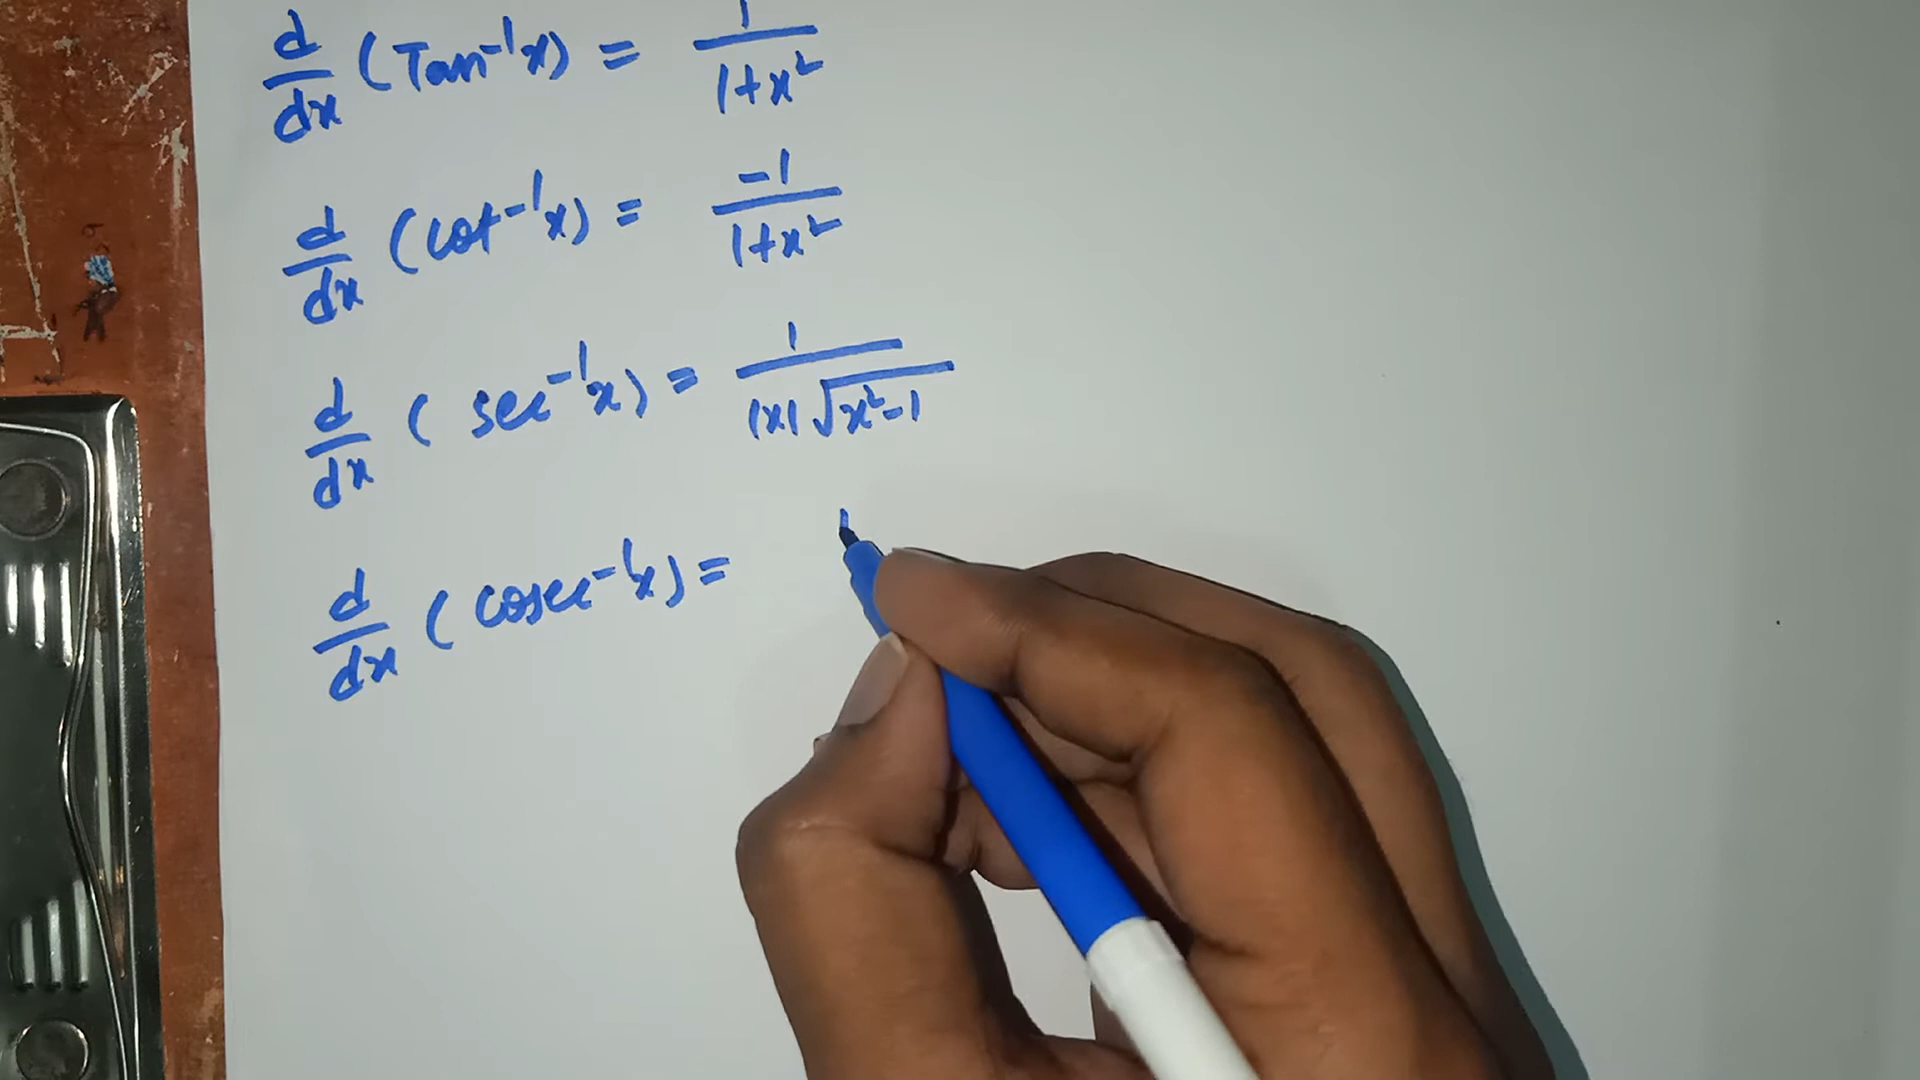 d/dx (Tan⁻¹x) = 1/(1+x²)
d/dx (cot⁻¹x) = -1/(1+x²)
d/dx (sec⁻¹x) = 1/(|x|√(x²-1))
d/dx (cosec⁻¹x) =